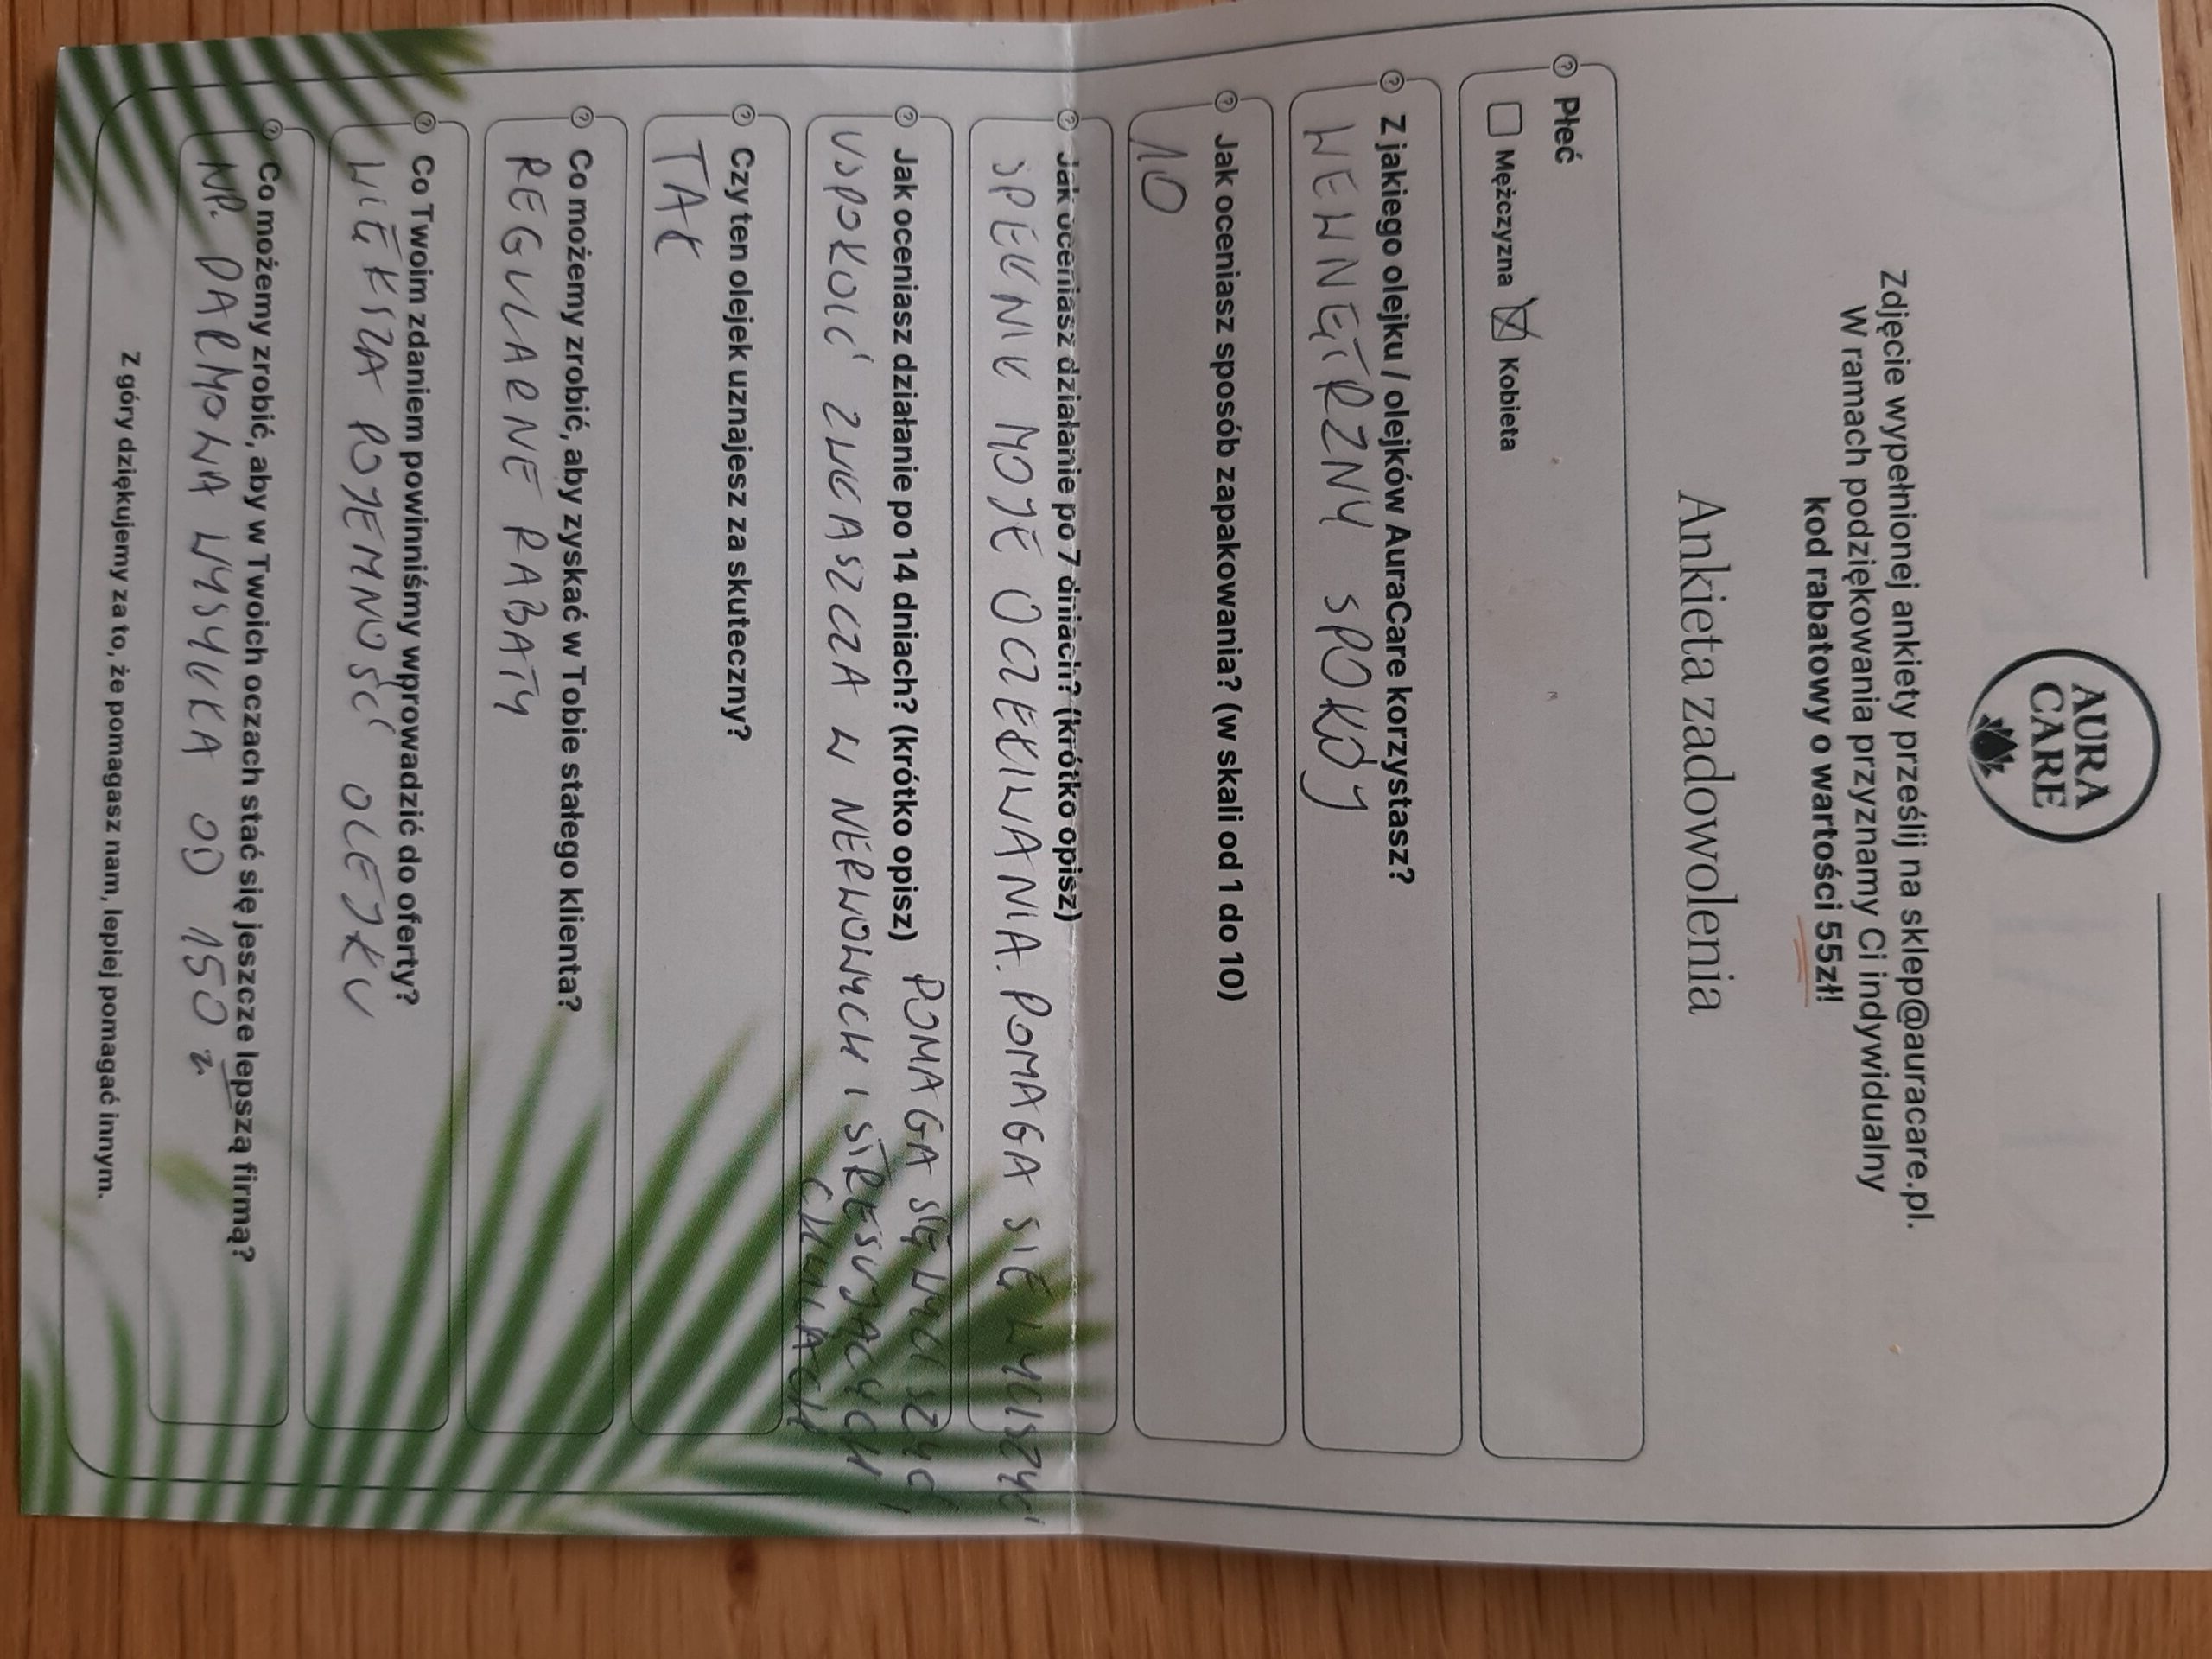 AURA
CARE
Zdjęcie wypełnionej ankiety prześlij na sklep@auracare.pl.
W ramach podziękowania przyznamy Ci indywidualny
kod rabatowy o wartości 55zł!
Ankieta zadowolenia
Płeć
Mężczyzna Kobieta
Z jakiego olejku / olejków AuraCare korzystasz?
WEWNĘTRZNY SPOKÓJ
Jak oceniasz sposób zapakowania? (w skali od 1 do 10)
10
Jak oceniasz działanie po 7 dniach? (krótko opisz)
SPEŁNIŁ MOJE OCZEKIWANIA. POMAGA SIĘ WYCISZYĆ
Jak oceniasz działanie po 14 dniach? (krótko opisz) POMAGA SIĘ WYCISZYĆ,
USPOKOIĆ ZWŁASZCZA W NERWOWYCH I STRESUJĄCYCH
CHWILACH
Czy ten olejek uznajesz za skuteczny?
TAK
Co możemy zrobić, aby zyskać w Tobie stałego klienta?
REGULARNE RABATY
Co Twoim zdaniem powinniśmy wprowadzić do oferty?
WIĘKSZA POJEMNOŚĆ OLEJKU
Co możemy zrobić, aby w Twoich oczach stać się jeszcze lepszą firmą?
NP. DARMOWA WYSYŁKA OD 150 zł
Z góry dziękujemy za to, że pomagasz nam, lepiej pomagać innym.